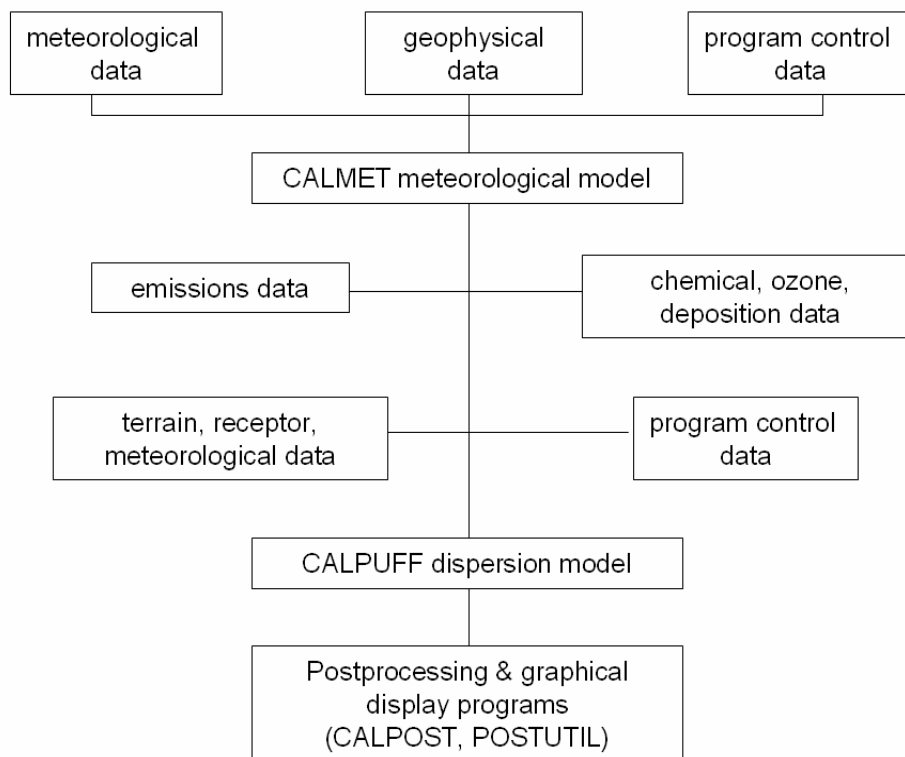 meteorological
data
geophysical
data
program control
data
CALMET meteorological model
emissions data
chemical, ozone,
deposition data
terrain, receptor,
meteorological data
program control
data
CALPUFF dispersion model
Postprocessing & graphical
display programs
(CALPOST, POSTUTIL)